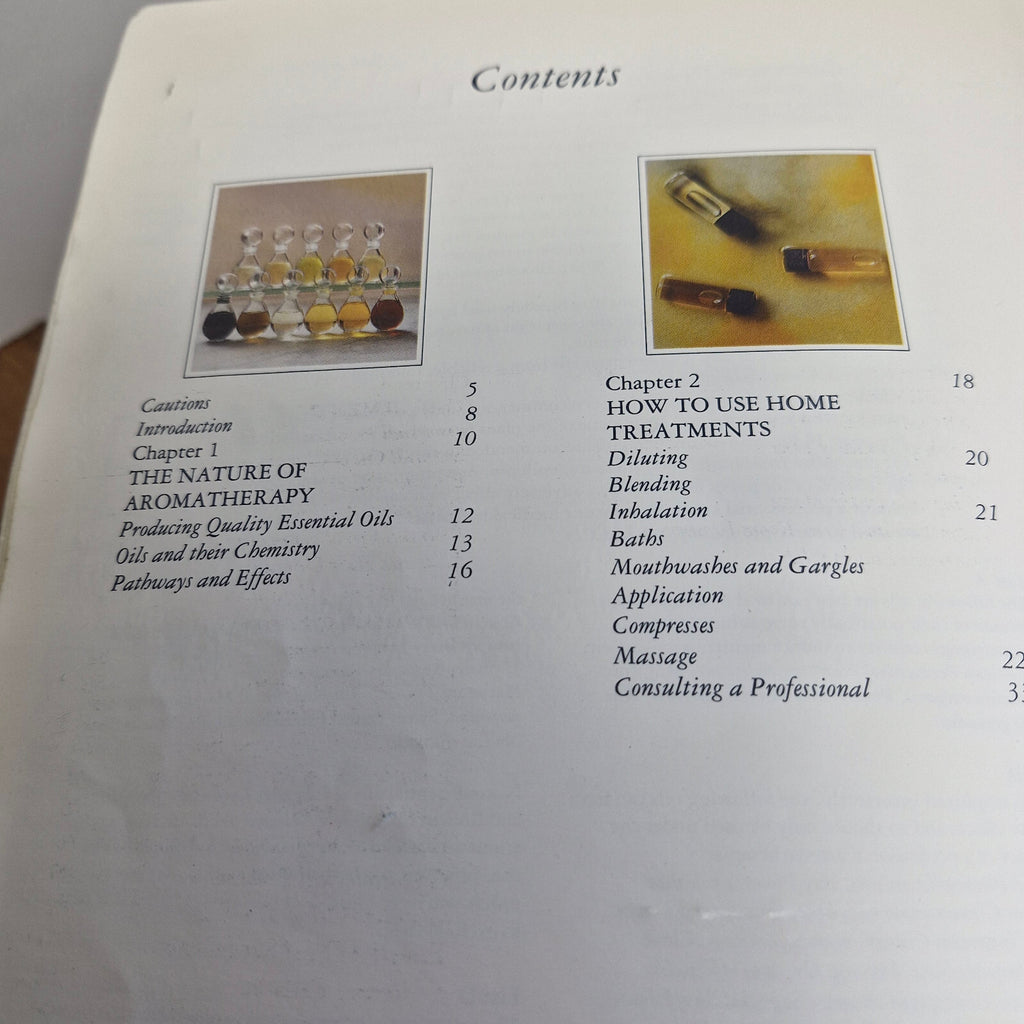 Contents
Cautions 5
Introduction 8
Chapter 1 10
THE NATURE OF
AROMATHERAPY
Producing Quality Essential Oils 12
Oils and their Chemistry 13
Pathways and Effects 16
Chapter 2 18
HOW TO USE HOME
TREATMENTS
Diluting 20
Blending
Inhalation 21
Baths
Mouthwashes and Gargles
Application
Compresses
Massage 22
Consulting a Professional